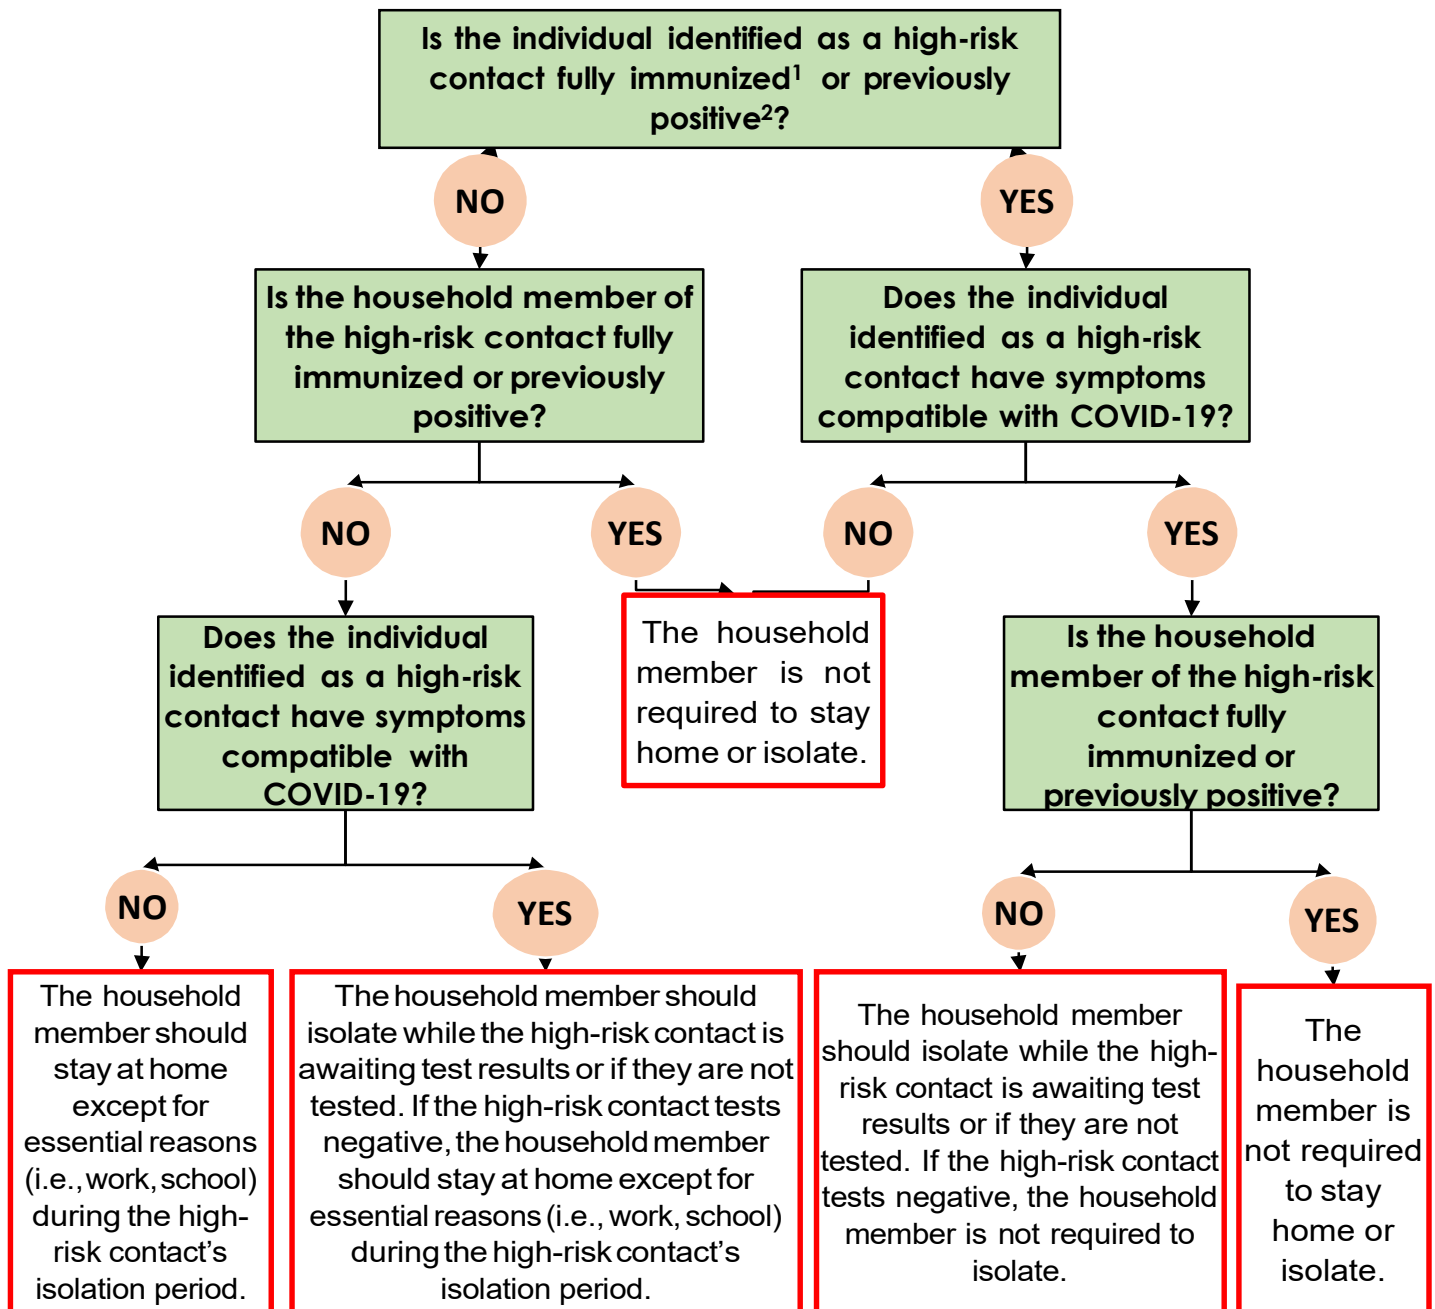 Is the individual identified as a high-risk
contact fully immunized¹ or previously
positive²?
NO
YES
Is the household member of
the high-risk contact fully
immunized or previously
positive?
Does the individual
identified as a high-risk
contact have symptoms
compatible with COVID-19?
NO
YES
NO
YES
Does the individual
identified as a high-risk
contact have symptoms
compatible with
COVID-19?
The household
member is not
required to stay
home or isolate.
Is the household
member of the high-risk
contact fully
immunized or
previously positive?
NO
YES
NO
YES
The household
member should
stay at home
except for
essential reasons
(i.e., work, school)
during the high-
risk contact's
isolation period.
The household member should
isolate while the high-risk contact is
awaiting test results or if they are not
tested. If the high-risk contact tests
negative, the household member
should stay at home except for
essential reasons (i.e., work, school)
during the high-risk contact's
isolation period.
The household member
should isolate while the high-
risk contact is awaiting test
results or if they are not
tested. If the high-risk contact
tests negative, the household
member is not required to
isolate.
The
household
member is
not required
to stay
home or
isolate.